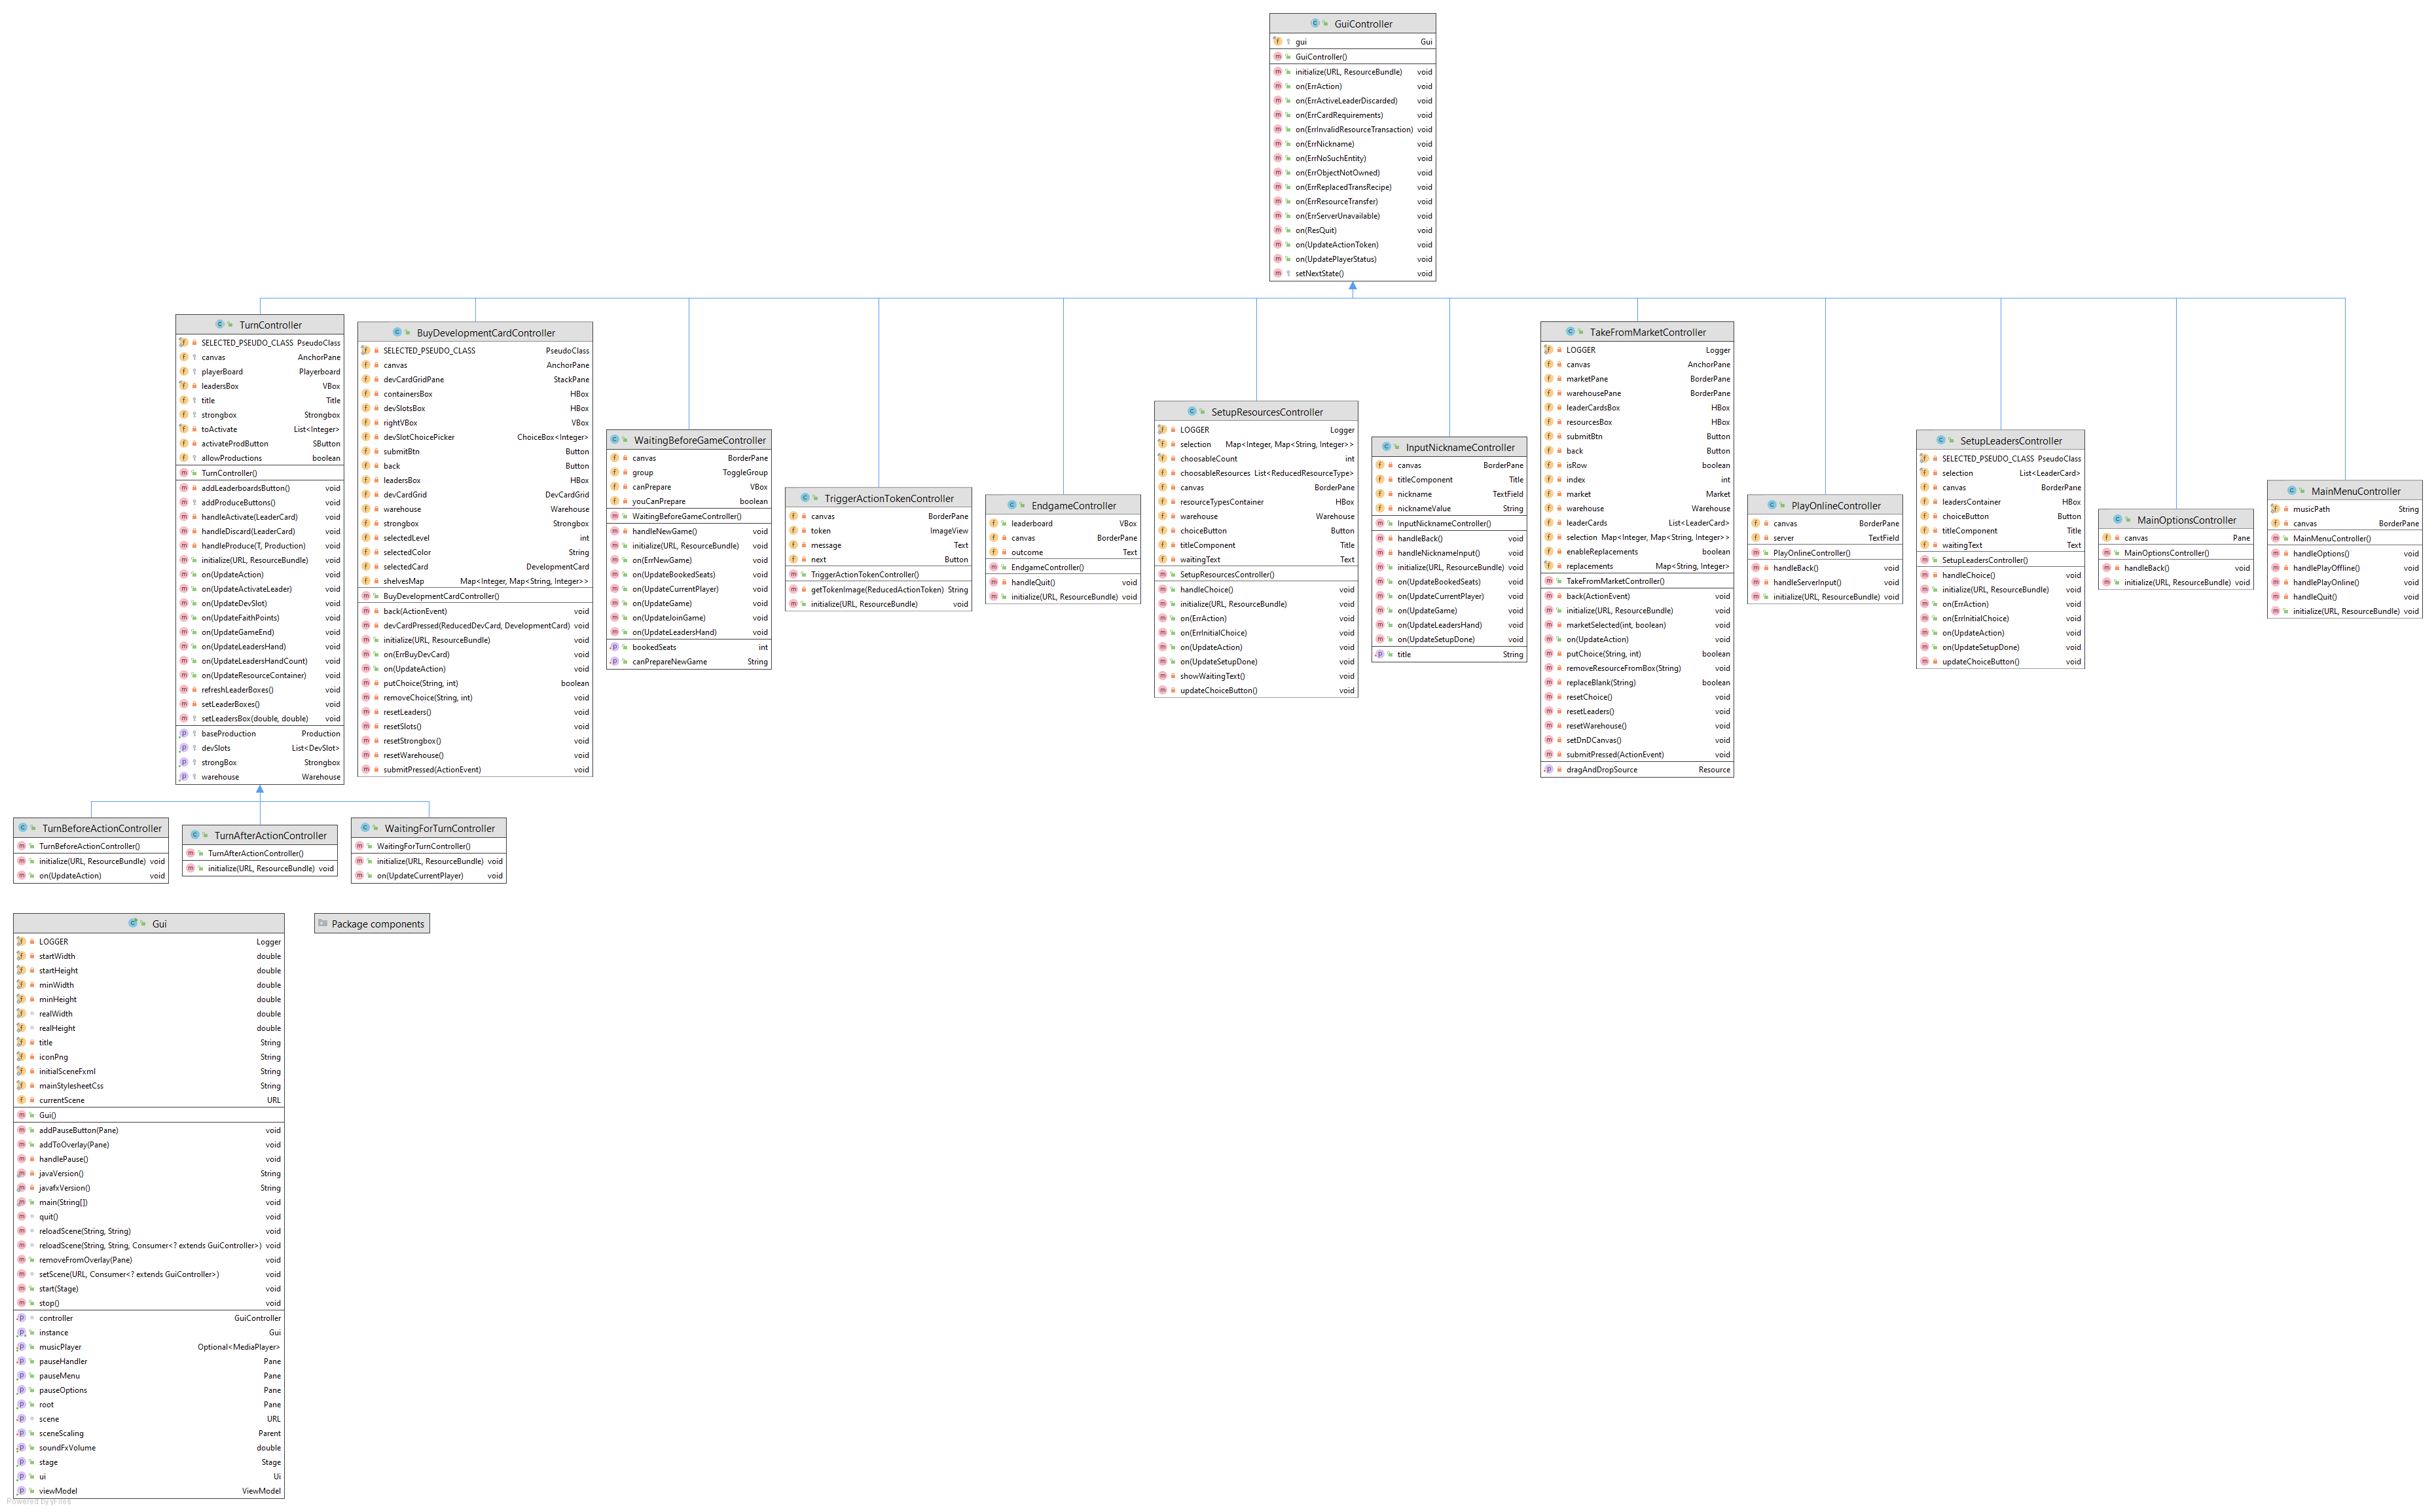 GuiController
gui Gui
GuiController()
initialize(URL, ResourceBundle) void
on(ErrAction) void
on(ErrActiveLeaderDiscarded) void
on(ErrCardRequirements) void
on(ErrInvalidResourceTransaction) void
on(ErrNickname) void
on(ErrNoSuchEntity) void
on(ErrObjectNotOwned) void
on(ErrReplacedTransRecipe) void
on(ErrResourceTransfer) void
on(ErrServerUnavailable) void
on(ResQuit) void
on(UpdateActionToken) void
on(UpdatePlayerStatus) void
setNextState() void
TurnController
SELECTED_PSEUDO_CLASS PseudoClass
canvas AnchorPane
playerBoard Playerboard
leadersBox VBox
title Title
strongbox Strongbox
toActivate List<Integer>
activateProdButton SButton
allowProductions boolean
TurnController()
addLeaderboardsButton() void
addProduceButtons() void
handleActivate(LeaderCard) void
handleDiscard(LeaderCard) void
handleProduce(T, Production) void
initialize(URL, ResourceBundle) void
on(UpdateAction) void
on(UpdateActivateLeader) void
on(UpdateDevSlot) void
on(UpdateFaithPoints) void
on(UpdateGameEnd) void
on(UpdateLeadersHand) void
on(UpdateLeadersHandCount) void
on(UpdateResourceContainer) void
refreshLeaderBoxes() void
setLeaderBoxes() void
setLeadersBox(double, double) void
baseProduction Production
devSlots List<DevSlot>
strongBox Strongbox
warehouse Warehouse
BuyDevelopmentCardController
SELECTED_PSEUDO_CLASS PseudoClass
canvas AnchorPane
devCardGridPane StackPane
containersBox HBox
devSlotsBox HBox
rightVBox VBox
devSlotChoicePicker ChoiceBox<Integer>
submitBtn Button
back Button
leadersBox HBox
devCardGrid DevCardGrid
warehouse Warehouse
strongbox Strongbox
selectedLevel int
selectedColor String
selectedCard DevelopmentCard
shelvesMap Map<Integer, Map<String, Integer>>
BuyDevelopmentCardController()
back(ActionEvent) void
devCardPressed(ReducedDevCard, DevelopmentCard) void
initialize(URL, ResourceBundle) void
on(ErrBuyDevCard) void
on(UpdateAction) void
putChoice(String, int) boolean
removeChoice(String, int) void
resetLeaders() void
resetSlots() void
resetStrongbox() void
resetWarehouse() void
submitPressed(ActionEvent) void
WaitingBeforeGameController
canvas BorderPane
group ToggleGroup
canPrepare VBox
youCanPrepare boolean
WaitingBeforeGameController()
handleNewGame() void
initialize(URL, ResourceBundle) void
on(ErrNewGame) void
on(UpdateBookedSeats) void
on(UpdateCurrentPlayer) void
on(UpdateGame) void
on(UpdateJoinGame) void
on(UpdateLeadersHand) void
bookedSeats int
canPrepareNewGame String
TriggerActionTokenController
canvas BorderPane
token ImageView
message Text
next Button
TriggerActionTokenController()
getTokenImage(ReducedActionToken) String
initialize(URL, ResourceBundle) void
EndgameController
leaderboard VBox
canvas BorderPane
outcome Text
EndgameController()
handleQuit() void
initialize(URL, ResourceBundle) void
SetupResourcesController
LOGGER Logger
selection Map<Integer, Map<String, Integer>>
choosableCount int
choosableResources List<ReducedResourceType>
canvas BorderPane
resourceTypesContainer HBox
warehouse Warehouse
choiceButton Button
titleComponent Title
waitingText Text
SetupResourcesController()
handleChoice() void
initialize(URL, ResourceBundle) void
on(ErrAction) void
on(ErrInitialChoice) void
on(UpdateAction) void
on(UpdateSetupDone) void
showWaitingText() void
updateChoiceButton() void
InputNicknameController
canvas BorderPane
titleComponent Title
nickname TextField
nicknameValue String
InputNicknameController()
handleBack() void
handleNicknameInput() void
initialize(URL, ResourceBundle) void
on(UpdateBookedSeats) void
on(UpdateCurrentPlayer) void
on(UpdateGame) void
on(UpdateLeadersHand) void
on(UpdateSetupDone) void
title String
TakeFromMarketController
LOGGER Logger
canvas AnchorPane
marketPane BorderPane
warehousePane BorderPane
leaderCardsBox HBox
resourcesBox HBox
submitBtn Button
back Button
isRow boolean
index int
market Market
warehouse Warehouse
leaderCards List<LeaderCard>
selection Map<Integer, Map<String, Integer>>
enableReplacements boolean
replacements Map<String, Integer>
TakeFromMarketController()
back(ActionEvent) void
initialize(URL, ResourceBundle) void
marketSelected(int, boolean) void
on(UpdateAction) void
putChoice(String, int) boolean
removeResourceFromBox(String) void
replaceBlank(String) boolean
resetChoice() void
resetLeaders() void
resetWarehouse() void
setDnDCanvas() void
submitPressed(ActionEvent) void
dragAndDropSource Resource
PlayOnlineController
canvas BorderPane
server TextField
PlayOnlineController()
handleBack() void
handleServerInput() void
initialize(URL, ResourceBundle) void
SetupLeadersController
SELECTED_PSEUDO_CLASS PseudoClass
selection List<LeaderCard>
canvas BorderPane
leadersContainer HBox
choiceButton Button
titleComponent Title
waitingText Text
SetupLeadersController()
handleChoice() void
initialize(URL, ResourceBundle) void
on(ErrAction) void
on(ErrInitialChoice) void
on(UpdateAction) void
on(UpdateSetupDone) void
updateChoiceButton() void
MainOptionsController
canvas Pane
MainOptionsController()
handleBack() void
initialize(URL, ResourceBundle) void
MainMenuController
musicPath String
canvas BorderPane
MainMenuController()
handleOptions() void
handlePlayOffline() void
handlePlayOnline() void
handleQuit() void
initialize(URL, ResourceBundle) void
TurnBeforeActionController
TurnBeforeActionController()
initialize(URL, ResourceBundle) void
on(UpdateAction) void
TurnAfterActionController
TurnAfterActionController()
initialize(URL, ResourceBundle) void
WaitingForTurnController
WaitingForTurnController()
initialize(URL, ResourceBundle) void
on(UpdateCurrentPlayer) void
Gui
LOGGER Logger
startWidth double
startHeight double
minWidth double
minHeight double
realWidth double
realHeight double
title String
iconPng String
initialSceneFxml String
mainStylesheetCss String
currentScene URL
Gui()
addPauseButton(Pane) void
addToOverlay(Pane) void
handlePause() void
javaVersion() String
javafxVersion() String
main(String[]) void
quit() void
reloadScene(String, String) void
reloadScene(String, String, Consumer<? extends GuiController>) void
removeFromOverlay(Pane) void
setScene(URL, Consumer<? extends GuiController>) void
start(Stage) void
stop() void
controller GuiController
instance Gui
musicPlayer Optional<MediaPlayer>
pauseHandler Pane
pauseMenu Pane
pauseOptions Pane
root Pane
scene URL
sceneScaling Parent
soundFxVolume double
stage Stage
ui Ui
viewModel ViewModel
Package components
Powered by yFiles